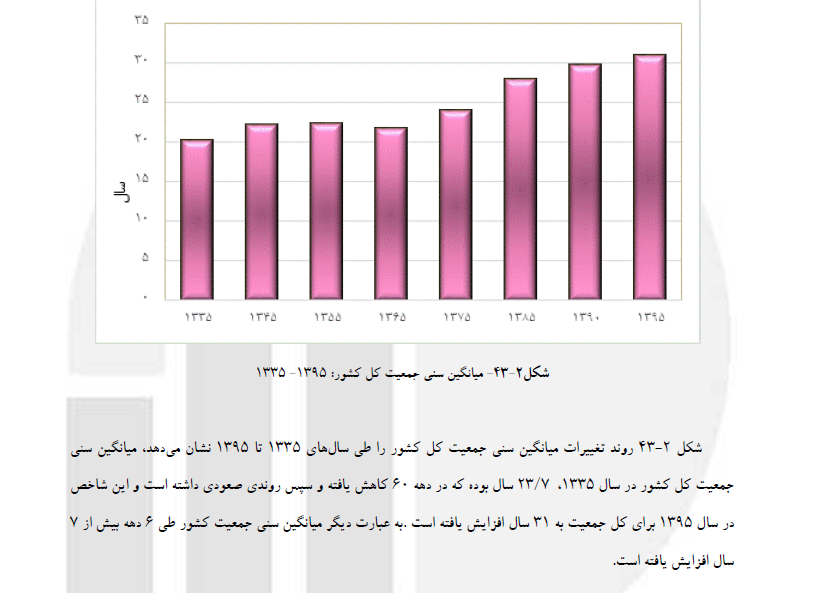 ۳۵
۳۰
۲۵
۲۰
۱۵
۱۰
۵
۰
سال
۱۳۳۵ ۱۳۴۵ ۱۳۵۵ ۱۳۶۵ ۱۳۷۵ ۱۳۸۵ ۱۳۹۰ ۱۳۹۵
شکل۲-۴۳- میانگین سنی جمعیت کل کشور: ۱۳۹۵- ۱۳۳۵
شکل ۲-۴۳ روند تغییرات میانگین سنی جمعیت کل کشور را طی سال‌های ۱۳۳۵ تا ۱۳۹۵ نشان می‌دهد، میانگین سنی
جمعیت کل کشور در سال ۱۳۳۵، ۲۳/۷ سال بوده که در دهه ۶۰ کاهش یافته و سپس روندی صعودی داشته است و این شاخص
در سال ۱۳۹۵ برای کل جمعیت به ۳۱ سال افزایش یافته است .به عبارت دیگر میانگین سنی جمعیت کشور طی ۶ دهه بیش از ۷
سال افزایش یافته است.